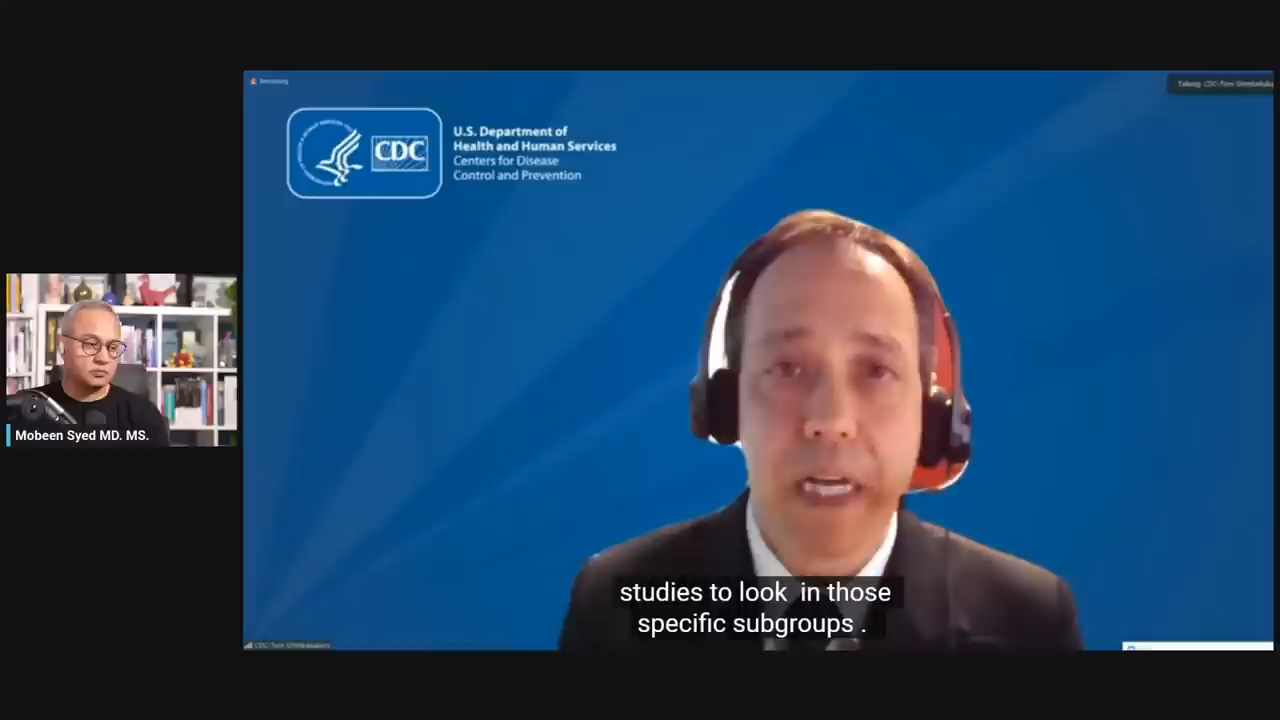 CDC
U.S. Department of
Health and Human Services
Centers for Disease
Control and Prevention
Mobeen Syed MD. MS.
studies to look in those
specific subgroups .